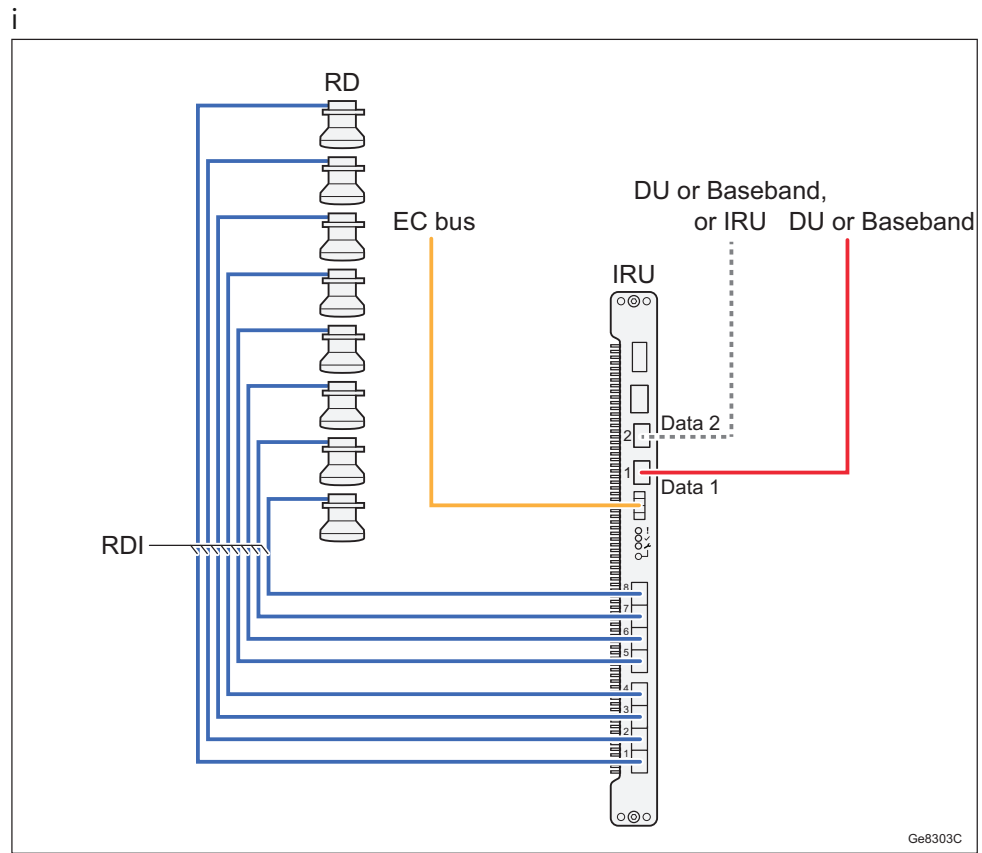 i
RD
DU or Baseband,
or IRU
DU or Baseband
EC bus
IRU
2
Data 2
1
Data 1
!
RDI
8
7
6
5
4
3
2
1
Ge8303C